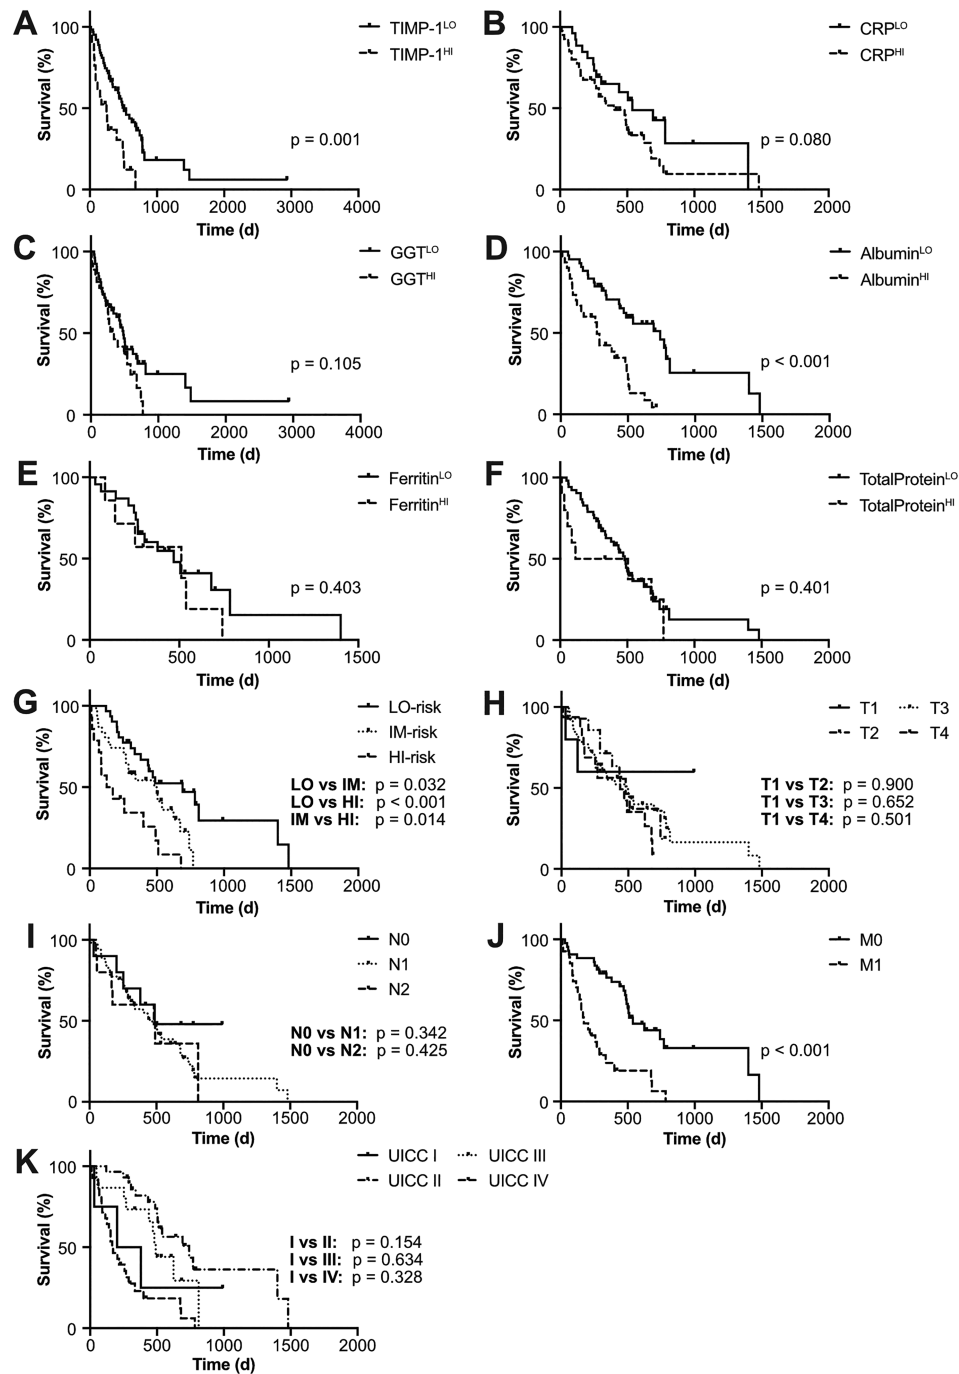 A
Survival (%)
100
50
0
0 1000 2000 3000 4000
Time (d)
TIMP-1LO
TIMP-1HI
p = 0.001
B
Survival (%)
100
50
0
0 500 1000 1500 2000
Time (d)
CRPLO
CRPHI
p = 0.080
C
Survival (%)
100
50
0
0 1000 2000 3000 4000
Time (d)
GGTLO
GGTHI
p = 0.105
D
Survival (%)
100
50
0
0 500 1000 1500 2000
Time (d)
AlbuminLO
AlbuminHI
p < 0.001
E
Survival (%)
100
50
0
0 500 1000 1500
Time (d)
FerritinLO
FerritinHI
p = 0.403
F
Survival (%)
100
50
0
0 500 1000 1500 2000
Time (d)
TotalProteinLO
TotalProteinHI
p = 0.401
G
Survival (%)
100
50
0
0 500 1000 1500 2000
Time (d)
LO-risk
IM-risk
HI-risk
LO vs IM: p = 0.032
LO vs HI: p < 0.001
IM vs HI: p = 0.014
H
Survival (%)
100
50
0
0 500 1000 1500 2000
Time (d)
T1 T3
T2 T4
T1 vs T2: p = 0.900
T1 vs T3: p = 0.652
T1 vs T4: p = 0.501
I
Survival (%)
100
50
0
0 500 1000 1500 2000
Time (d)
N0
N1
N2
N0 vs N1: p = 0.342
N0 vs N2: p = 0.425
J
Survival (%)
100
50
0
0 500 1000 1500 2000
Time (d)
M0
M1
p < 0.001
K
Survival (%)
100
50
0
0 500 1000 1500 2000
Time (d)
UICC I UICC III
UICC II UICC IV
I vs II: p = 0.154
I vs III: p = 0.634
I vs IV: p = 0.328